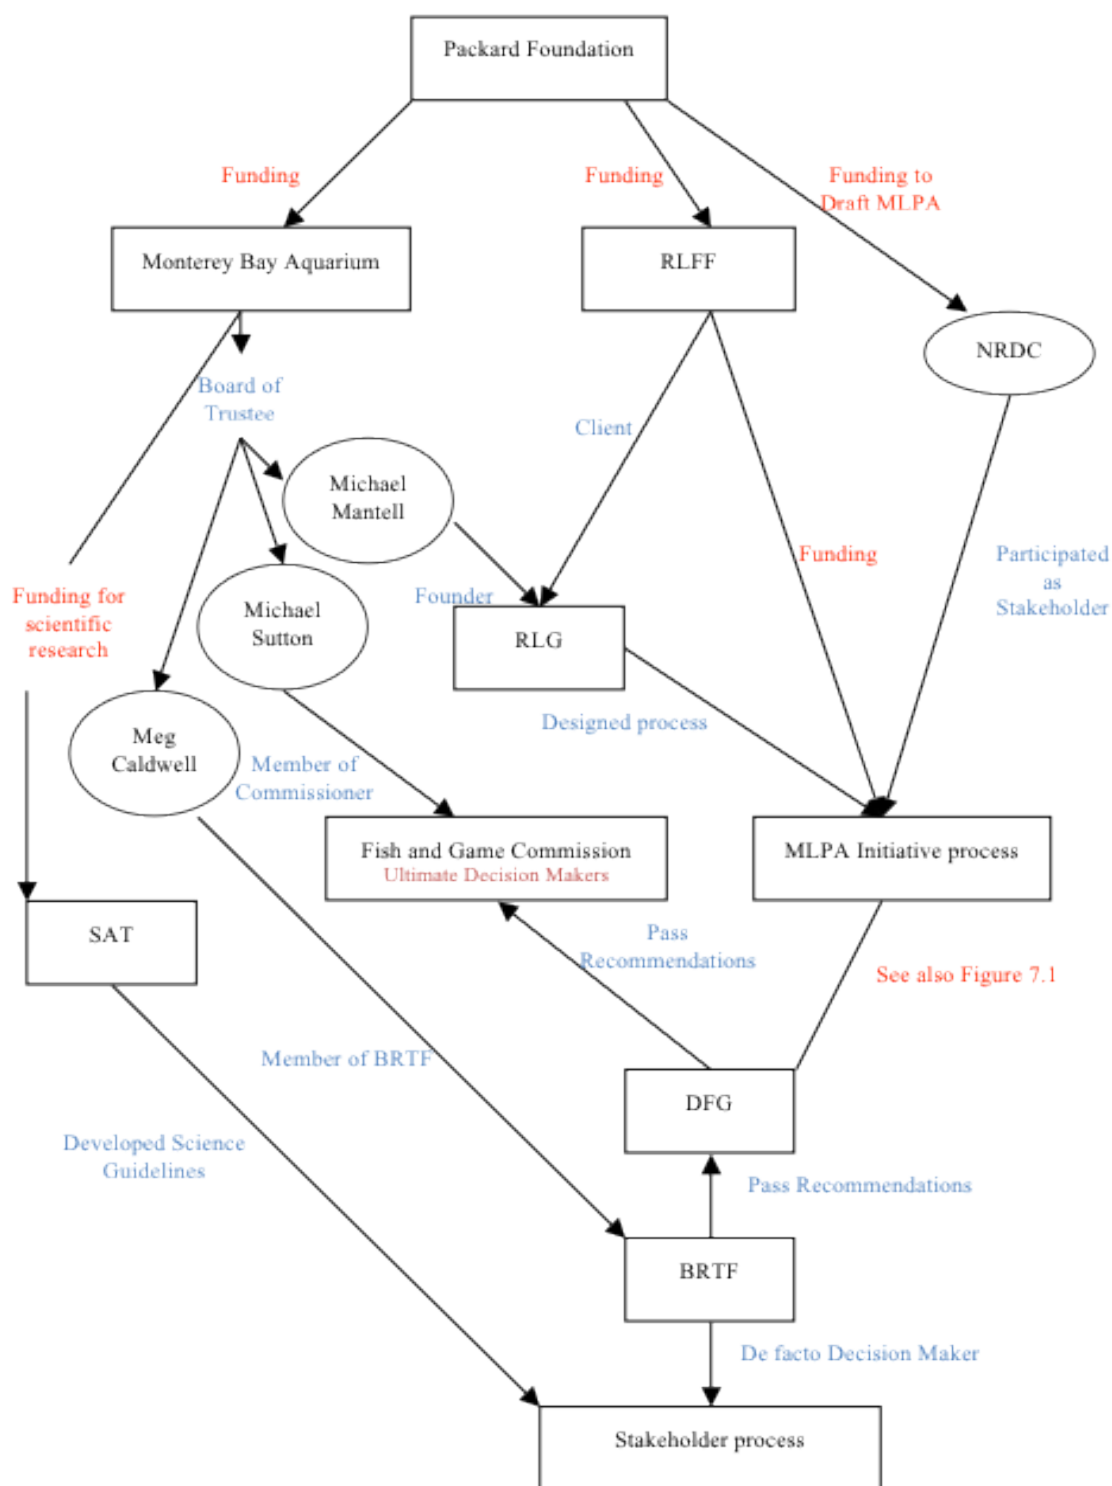 Packard Foundation
Funding
Funding
Funding to
Draft MLPA
Monterey Bay Aquarium
RLFF
NRDC
Board of
Trustee
Client
Michael
Mantell
Funding
Participated
as
Stakeholder
Funding for
scientific
research
Founder
Michael
Sutton
RLG
Designed process
Meg
Caldwell
Member of
Commissioner
Fish and Game Commission
Ultimate Decision Makers
MLPA Initiative process
SAT
Pass
Recommendations
See also Figure 7.1
Member of BRTF
DFG
Developed Science
Guidelines
Pass Recommendations
BRTF
De facto Decision Maker
Stakeholder process